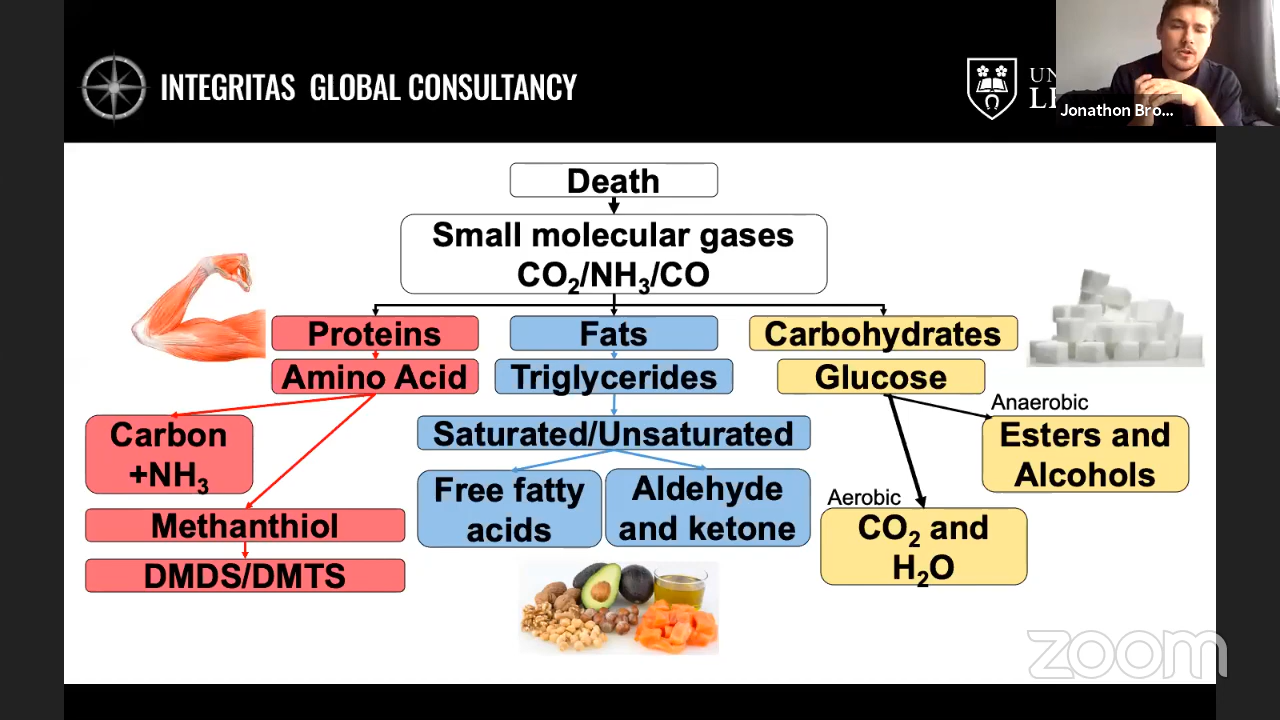 INTEGRITAS GLOBAL CONSULTANCY
Jonathon Bro...
Death
Small molecular gases
CO₂/NH₃/CO
Proteins
Fats
Carbohydrates
Amino Acid
Triglycerides
Glucose
Anaerobic
Carbon
+NH₃
Saturated/Unsaturated
Esters and
Alcohols
Free fatty
acids
Aldehyde
and ketone
Aerobic
CO₂ and
H₂O
Methanthiol
DMDS/DMTS
zoom